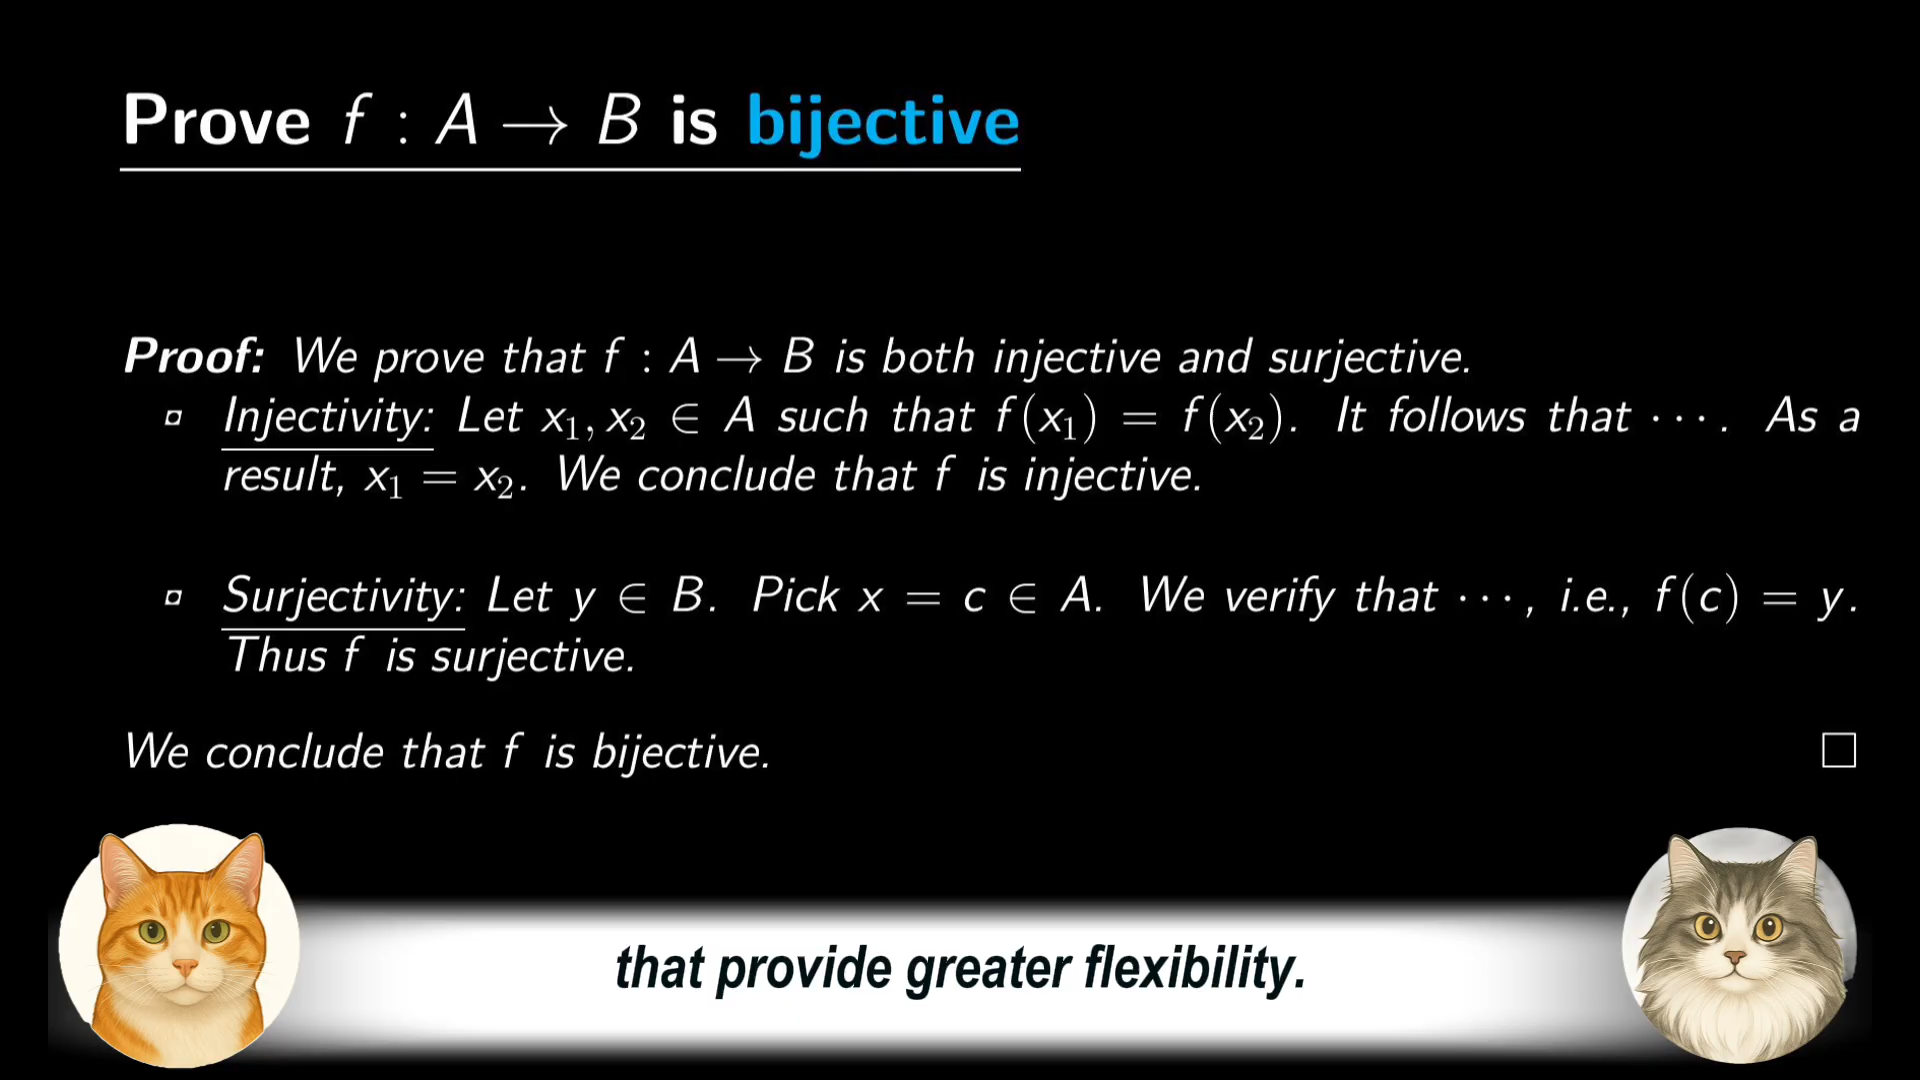 Prove f : A → B is bijective
Proof: We prove that f : A → B is both injective and surjective.
▫ Injectivity: Let x₁, x₂ ∈ A such that f(x₁) = f(x₂). It follows that ⋯. As a
result, x₁ = x₂. We conclude that f is injective.
▫ Surjectivity: Let y ∈ B. Pick x = c ∈ A. We verify that ⋯, i.e., f(c) = y.
Thus f is surjective.
We conclude that f is bijective. □
that provide greater flexibility.